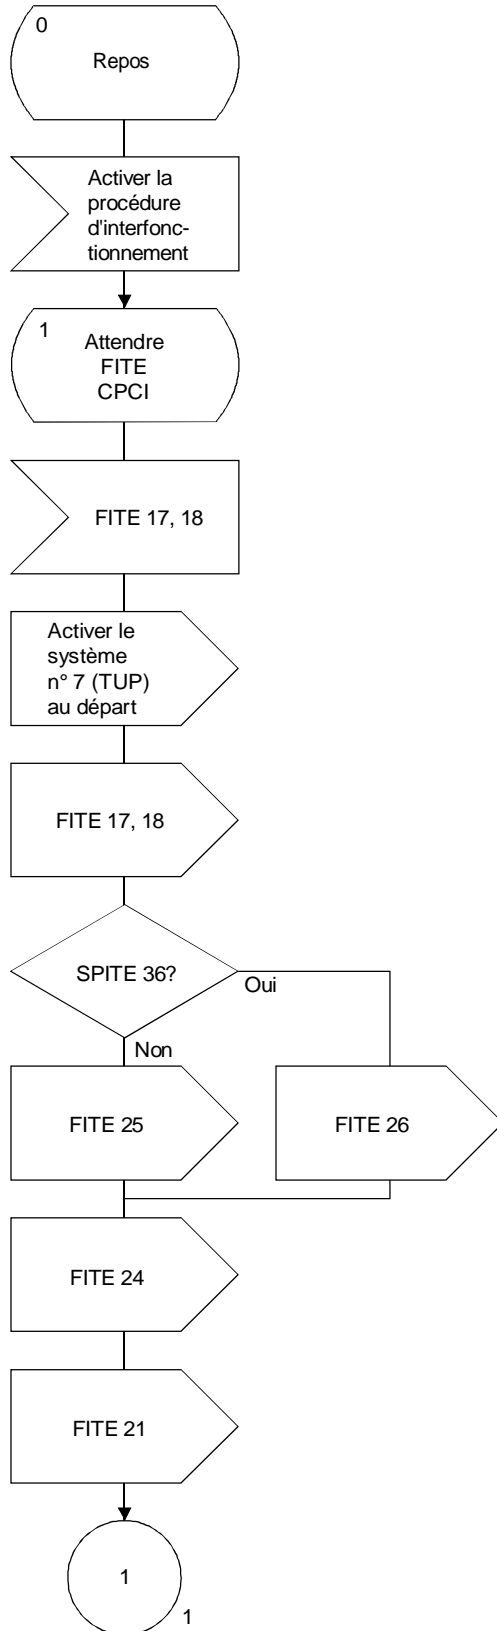 0
Repos
Activer la
procédure
d'interfonc-
tionnement
1
Attendre
FITE
CPCI
FITE 17, 18
Activer le
système
n° 7 (TUP)
au départ
FITE 17, 18
SPITE 36?
Oui
Non
FITE 25
FITE 26
FITE 24
FITE 21
1
1